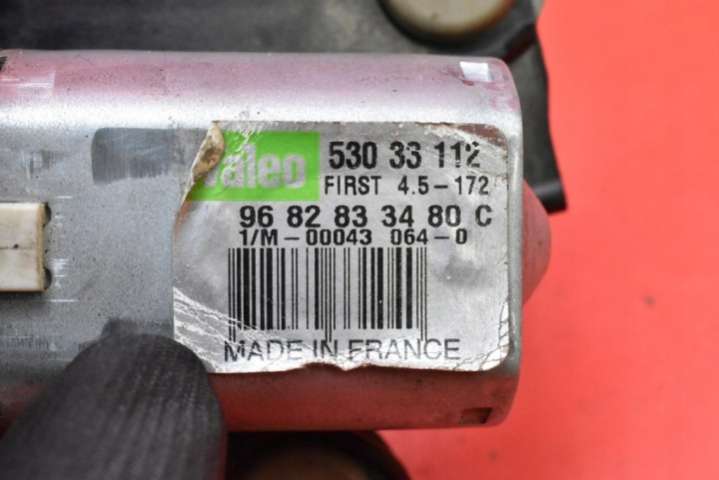 Valeo
530 33 112
FIRST 4.5-172
96 82 83 34 80 C
1/M-00043 064-0
MADE IN FRANCE